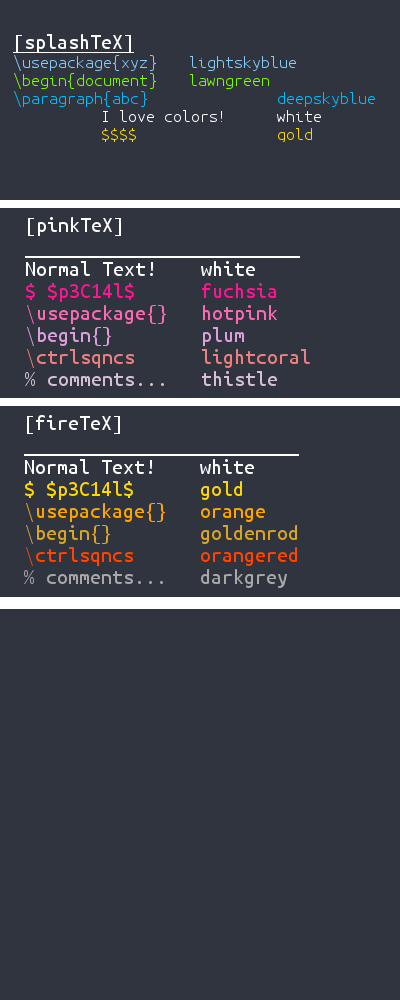 [splashTeX]
\usepackage{xyz} lightskyblue
\begin{document} lawngreen
\paragraph{abc} deepskyblue
I love colors! white
$$$$ gold
[pinkTeX]
Normal Text! white
$ $p3C14l$ fuchsia
\usepackage{} hotpink
\begin{} plum
\ctrlsqncs lightcoral
% comments... thistle
[fireTeX]
Normal Text! white
$ $p3C14l$ gold
\usepackage{} orange
\begin{} goldenrod
\ctrlsqncs orangered
% comments... darkgrey